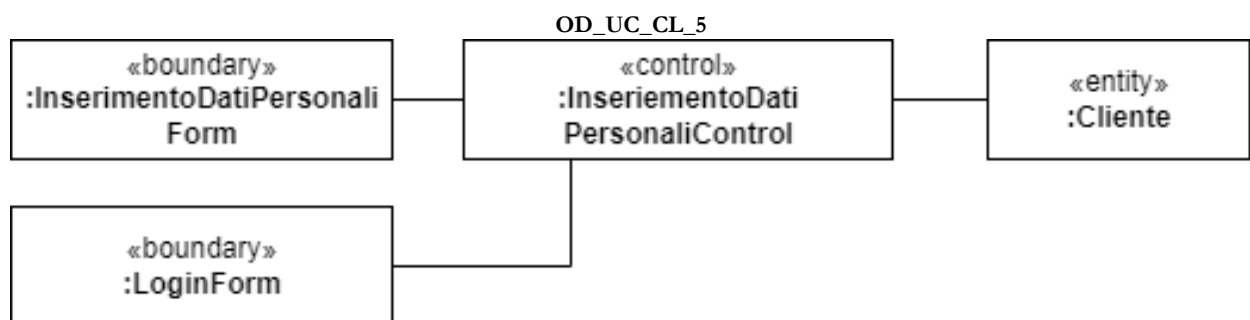 OD_UC_CL_5
«boundary»
:InserimentoDatiPersonali
Form
«control»
:InseriementoDati
PersonaliControl
«entity»
:Cliente
«boundary»
:LoginForm